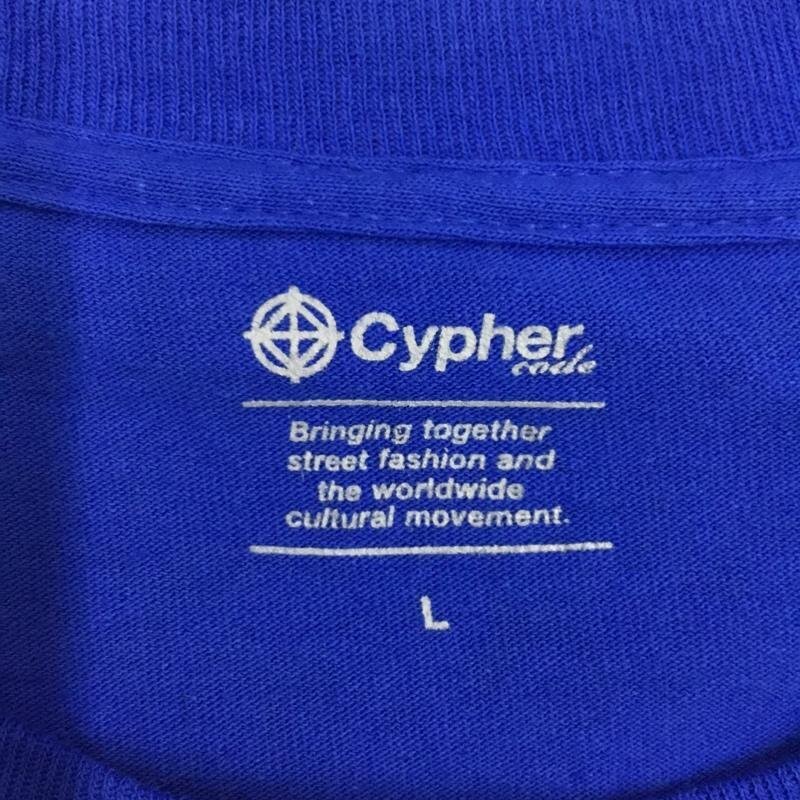 Cypher
code
Bringing together
street fashion and
the worldwide
cultural movement.
L